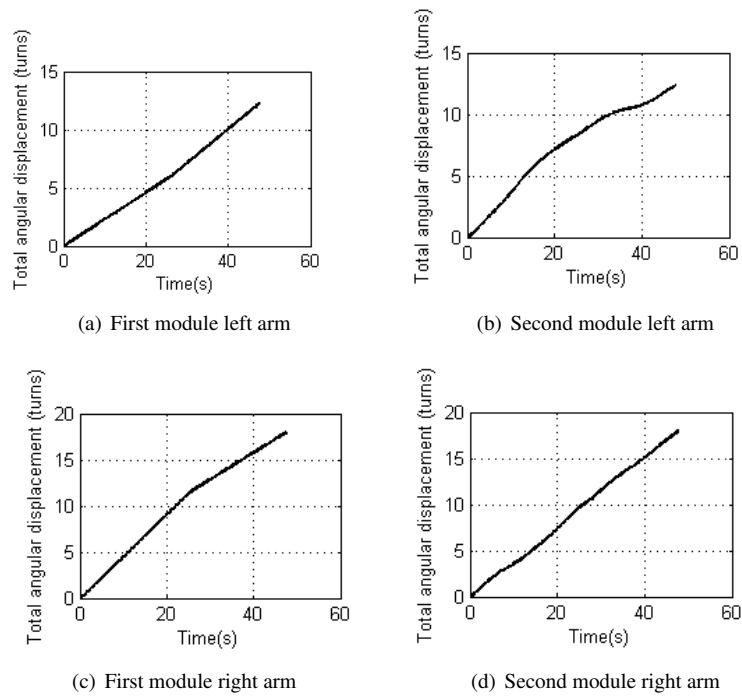 Total angular displacement (turns)
15
10
5
0
0 20 40 60
Time(s)
(a) First module left arm
Total angular displacement (turns)
15
10
5
0
0 20 40 60
Time(s)
(b) Second module left arm
Total angular displacement (turns)
20
15
10
5
0
0 20 40 60
Time(s)
(c) First module right arm
Total angular displacement (turns)
20
15
10
5
0
0 20 40 60
Time(s)
(d) Second module right arm